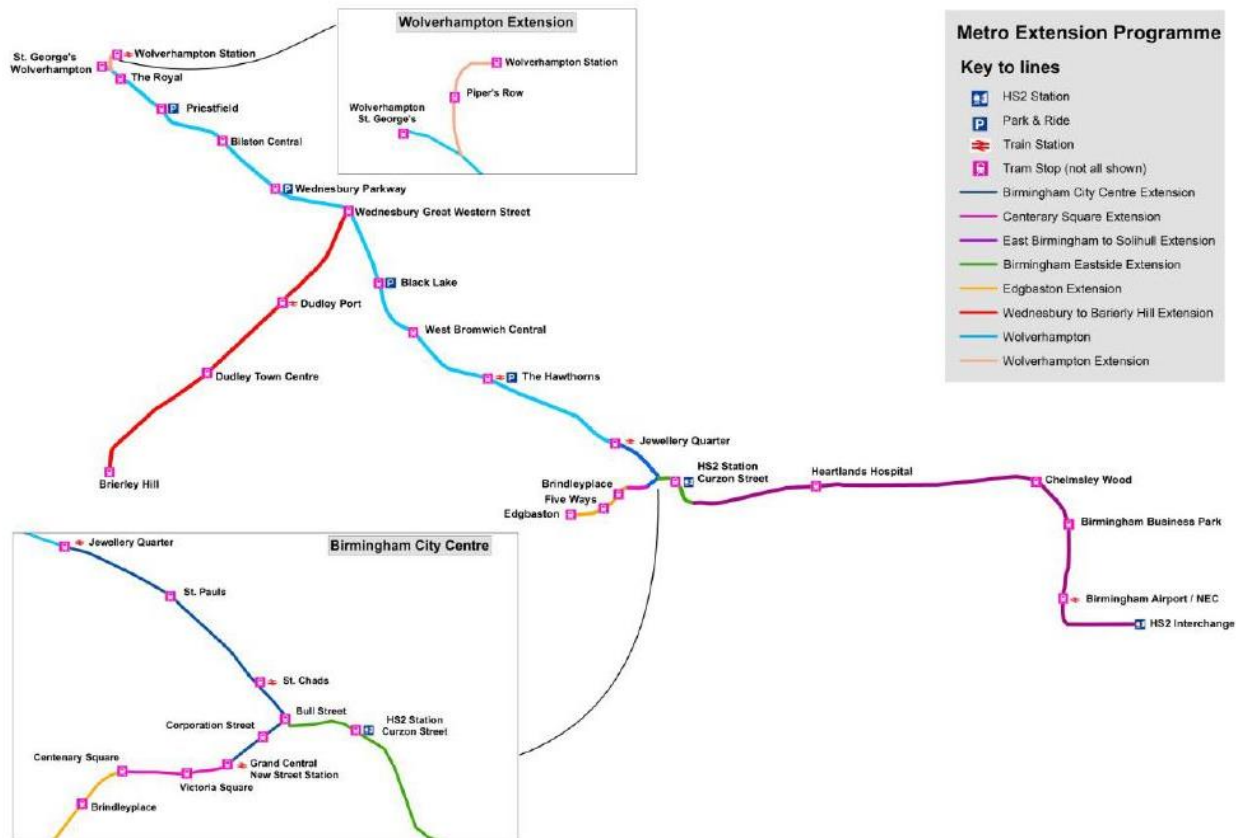 Wolverhampton Extension
Wolverhampton Station
Piper's Row
Wolverhampton
St. George's
Metro Extension Programme
Key to lines
HS2 Station
P
Park & Ride
Train Station
Tram Stop (not all shown)
Birmingham City Centre Extension
Centenary Square Extension
East Birmingham to Solihull Extension
Birmingham Eastside Extension
Edgbaston Extension
Wednesbury to Barierly Hill Extension
Wolverhampton
Wolverhampton Extension
Wolverhampton Station
St. George's
Wolverhampton
The Royal
P Priestfield
Bilston Central
P Wednesbury Parkway
Wednesbury Great Western Street
P Black Lake
Dudley Port
West Bromwich Central
Dudley Town Centre
P The Hawthorns
Jewellery Quarter
Brierley Hill
HS2 Station
Curzon Street
Heartlands Hospital
Chelmsley Wood
Brindleyplace
Five Ways
Edgbaston
Birmingham Business Park
Birmingham Airport / NEC
HS2 Interchange
Birmingham City Centre
Jewellery Quarter
St. Pauls
St. Chads
Bull Street
Corporation Street
HS2 Station
Curzon Street
Centenary Square
Grand Central
New Street Station
Victoria Square
Brindleyplace